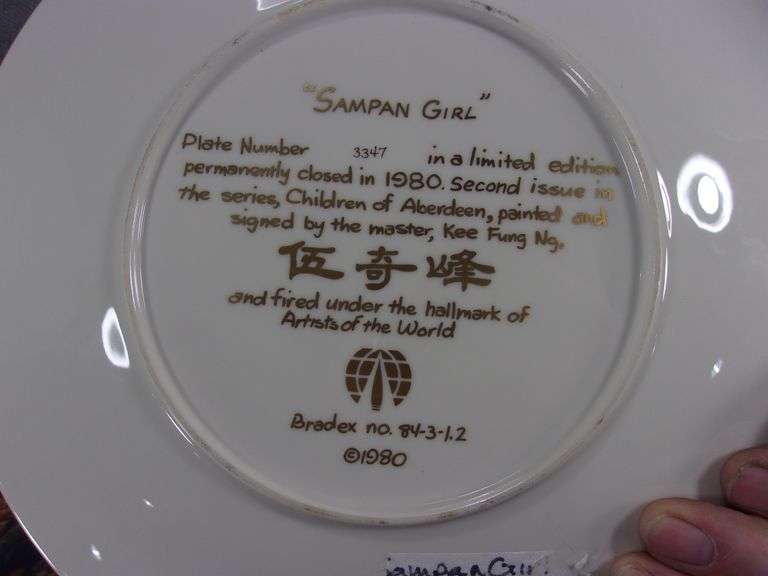 "SAMPAN GIRL"
Plate Number 3347 in a limited edition
permanently closed in 1980. Second issue in
the series, Children of Aberdeen, painted and
signed by the master, Kee Fung Ng.
伍奇峰
and fired under the hallmark of
Artists of the World
Bradex no. 84-3-1.2
©1980
Sampan Girl